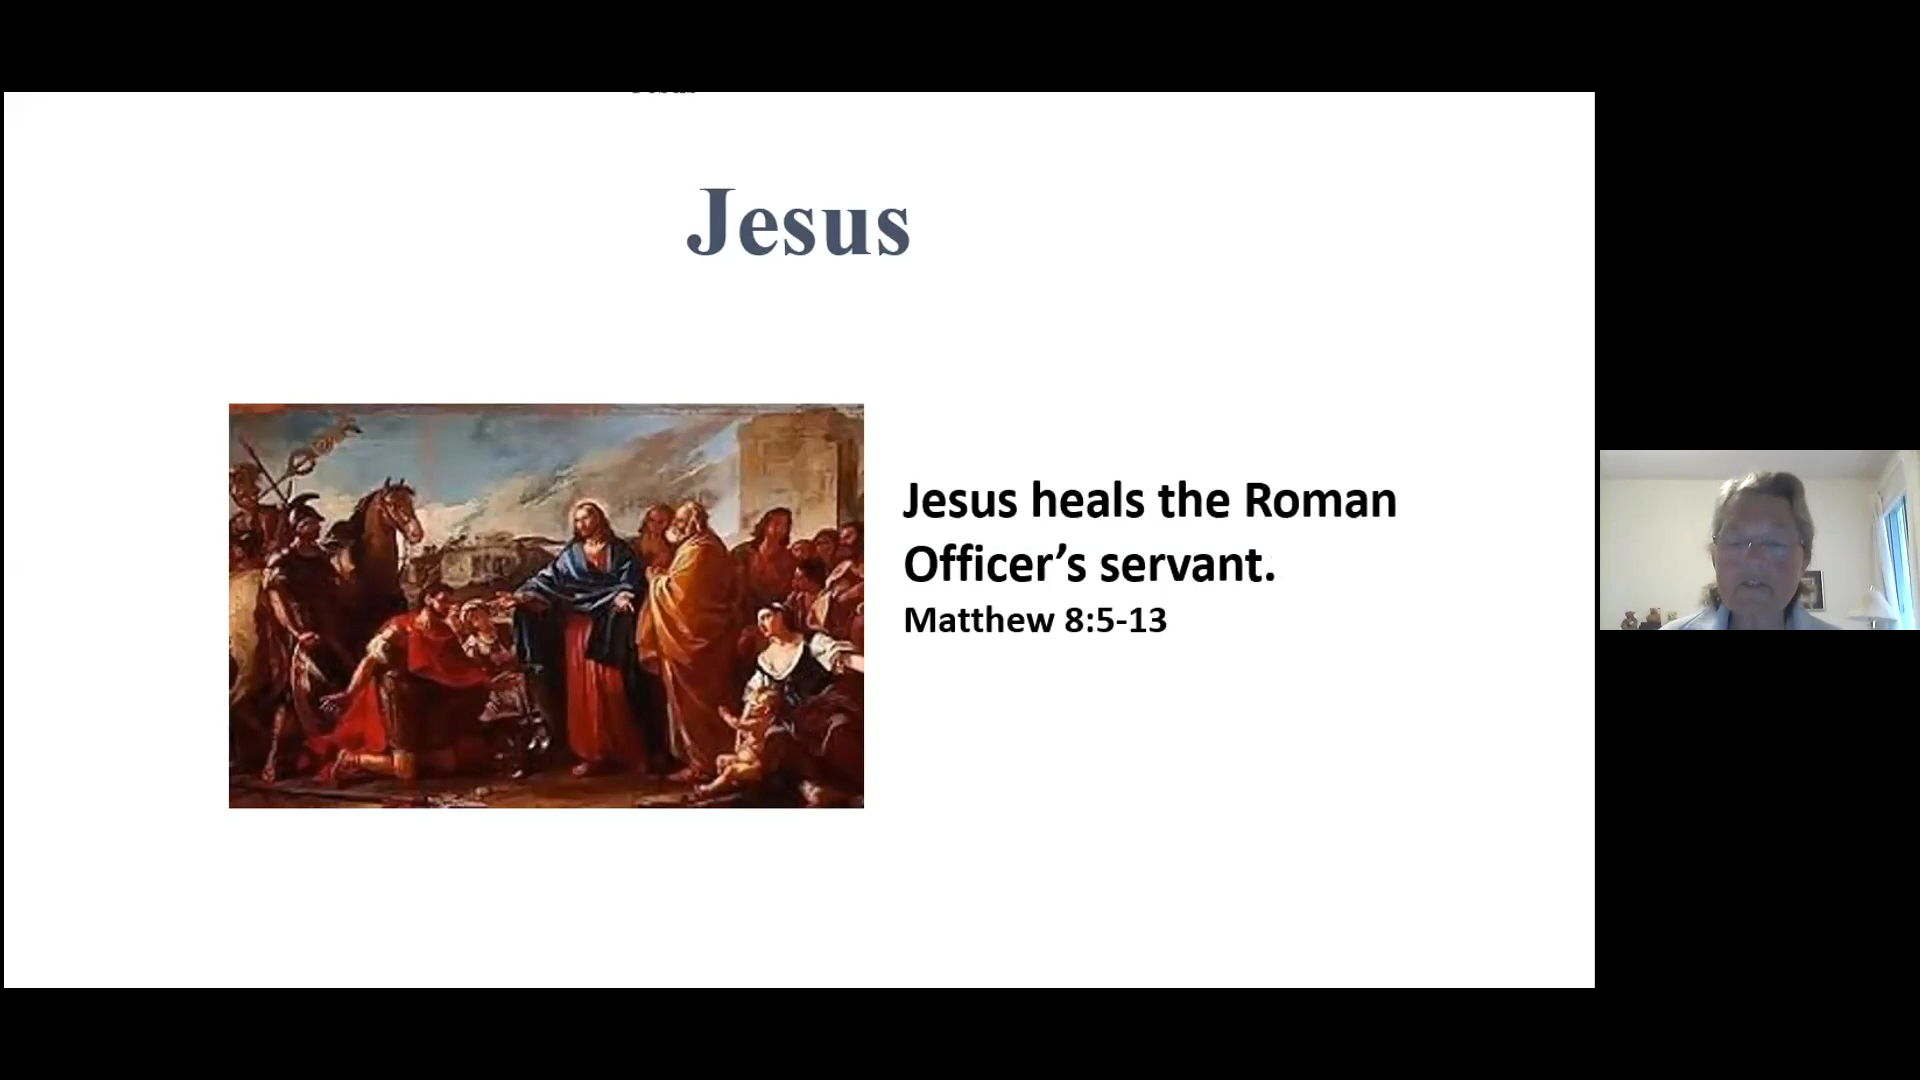 Jesus
Jesus heals the Roman
Officer’s servant.
Matthew 8:5-13